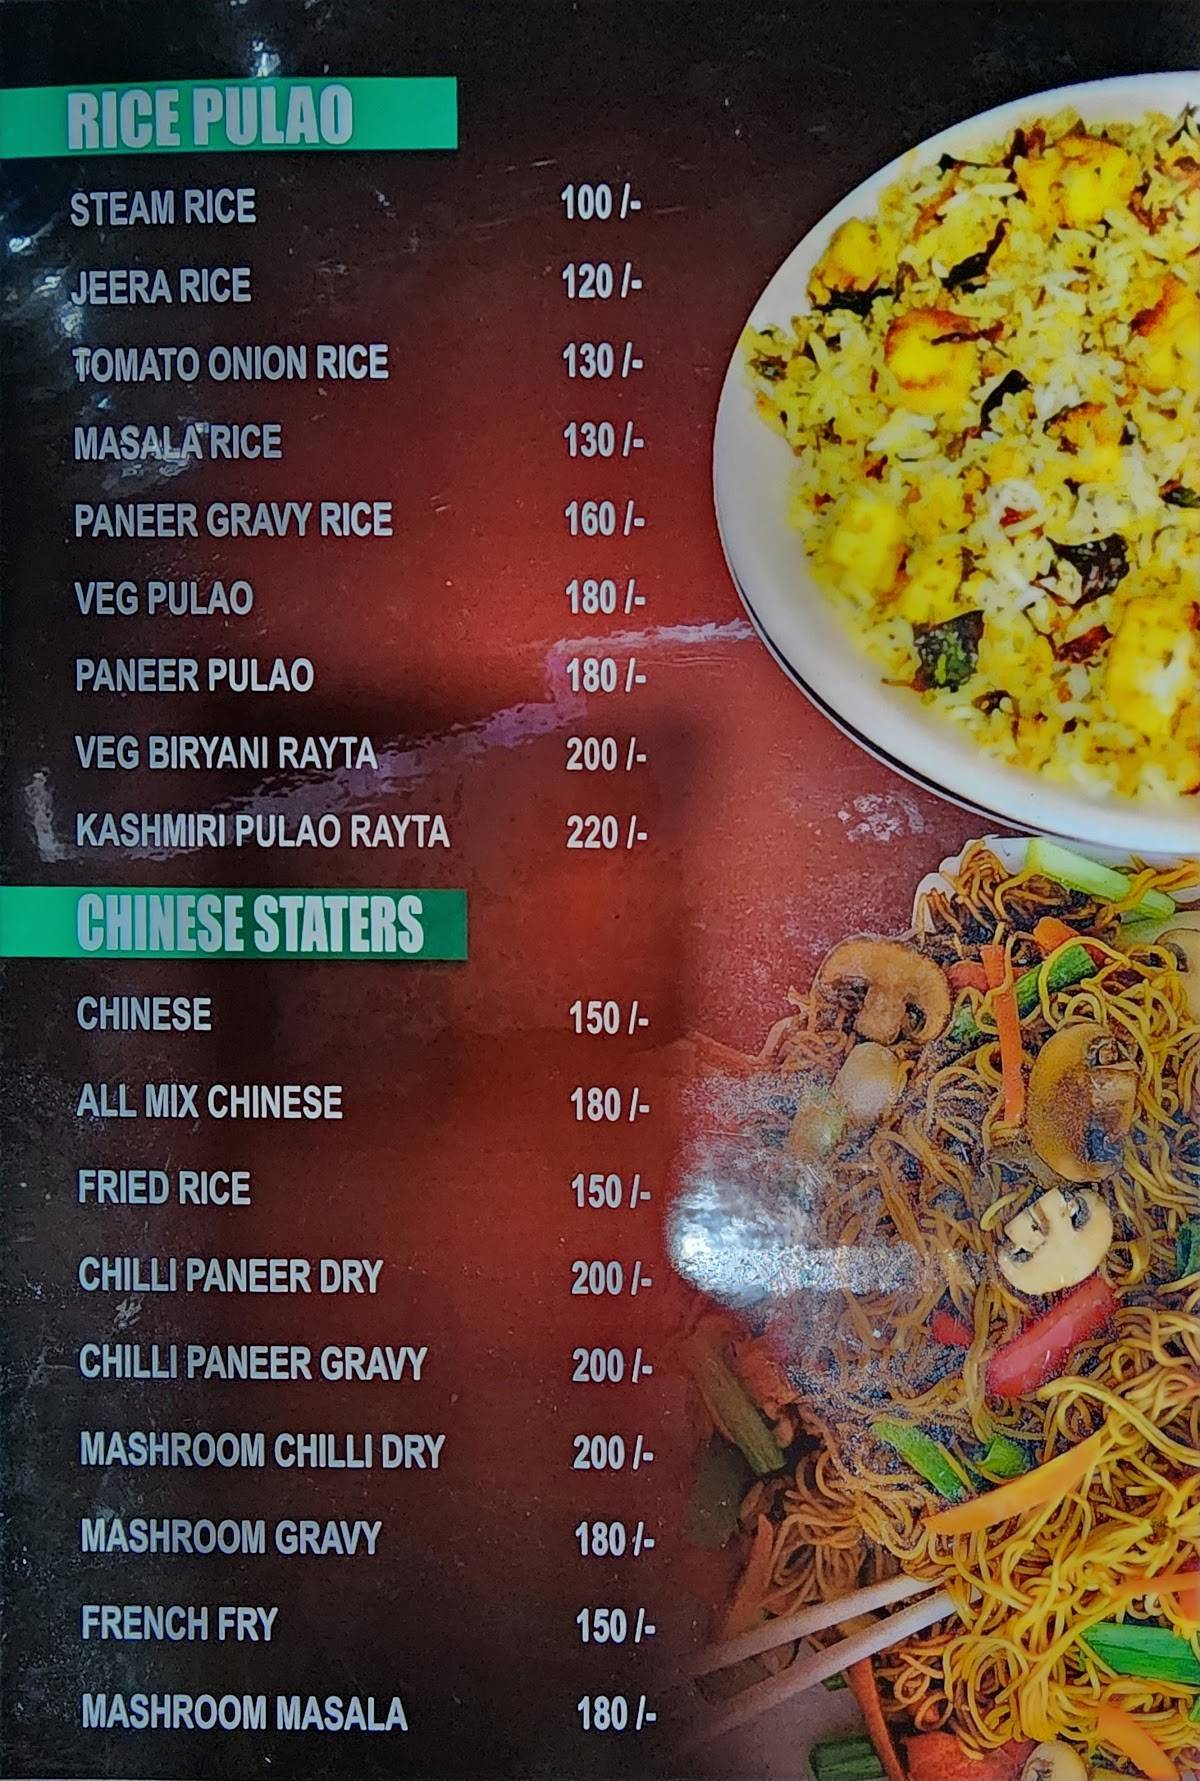 RICE PULAO
STEAM RICE 100 /-
JEERA RICE 120 /-
TOMATO ONION RICE 130 /-
MASALA RICE 130 /-
PANEER GRAVY RICE 160 /-
VEG PULAO 180 /-
PANEER PULAO 180 /-
VEG BIRYANI RAYTA 200 /-
KASHMIRI PULAO RAYTA 220 /-
CHINESE STATERS
CHINESE 150 /-
ALL MIX CHINESE 180 /-
FRIED RICE 150 /-
CHILLI PANEER DRY 200 /-
CHILLI PANEER GRAVY 200 /-
MASHROOM CHILLI DRY 200 /-
MASHROOM GRAVY 180 /-
FRENCH FRY 150 /-
MASHROOM MASALA 180 /-